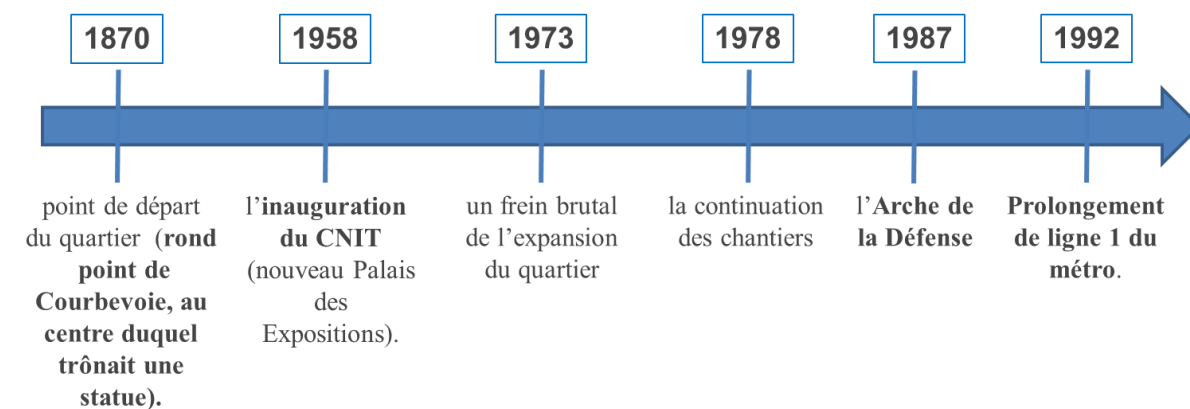 1870
1958
1973
1978
1987
1992
point de départ
du quartier (rond
point de
Courbevoie, au
centre duquel
trônait une
statue).
l’inauguration
du CNIT
(nouveau Palais
des
Expositions).
un frein brutal
de l’expansion
du quartier
la continuation
des chantiers
l’Arche de
la Défense
Prolongement
de ligne 1 du
métro.